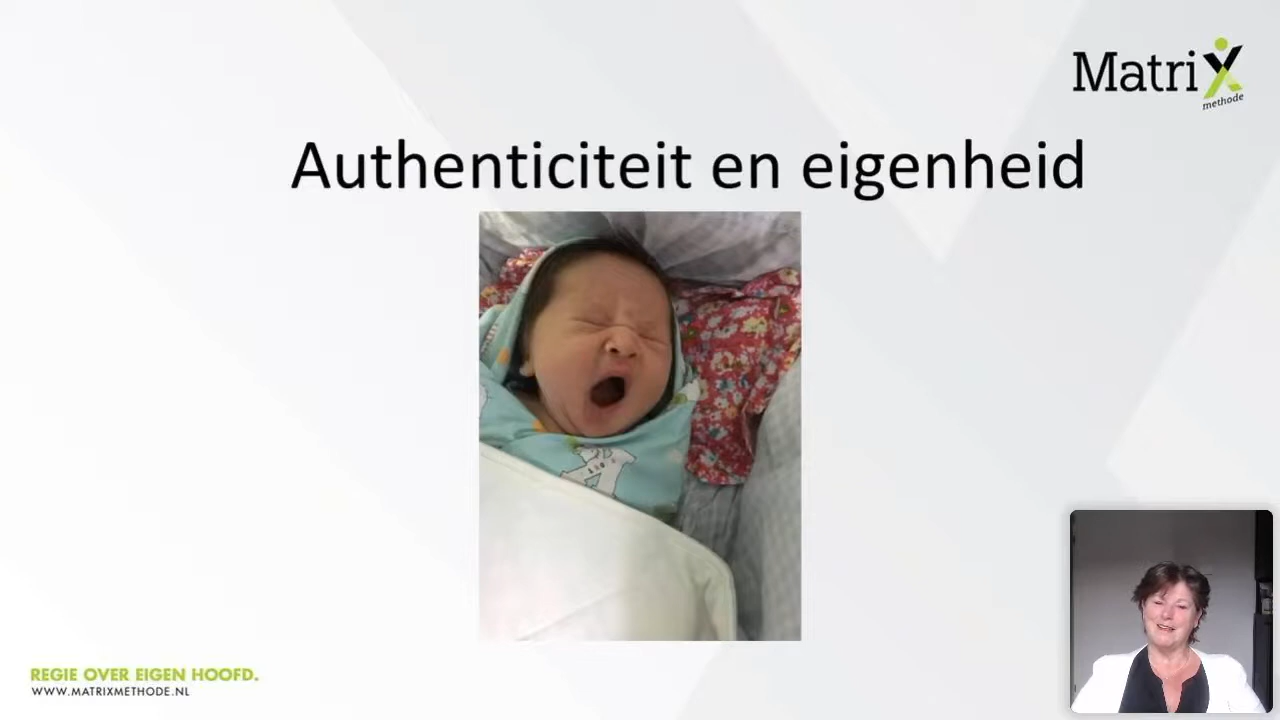 MatriX
methode
Authenticiteit en eigenheid
REGIE OVER EIGEN HOOFD.
WWW.MATRIXMETHODE.NL